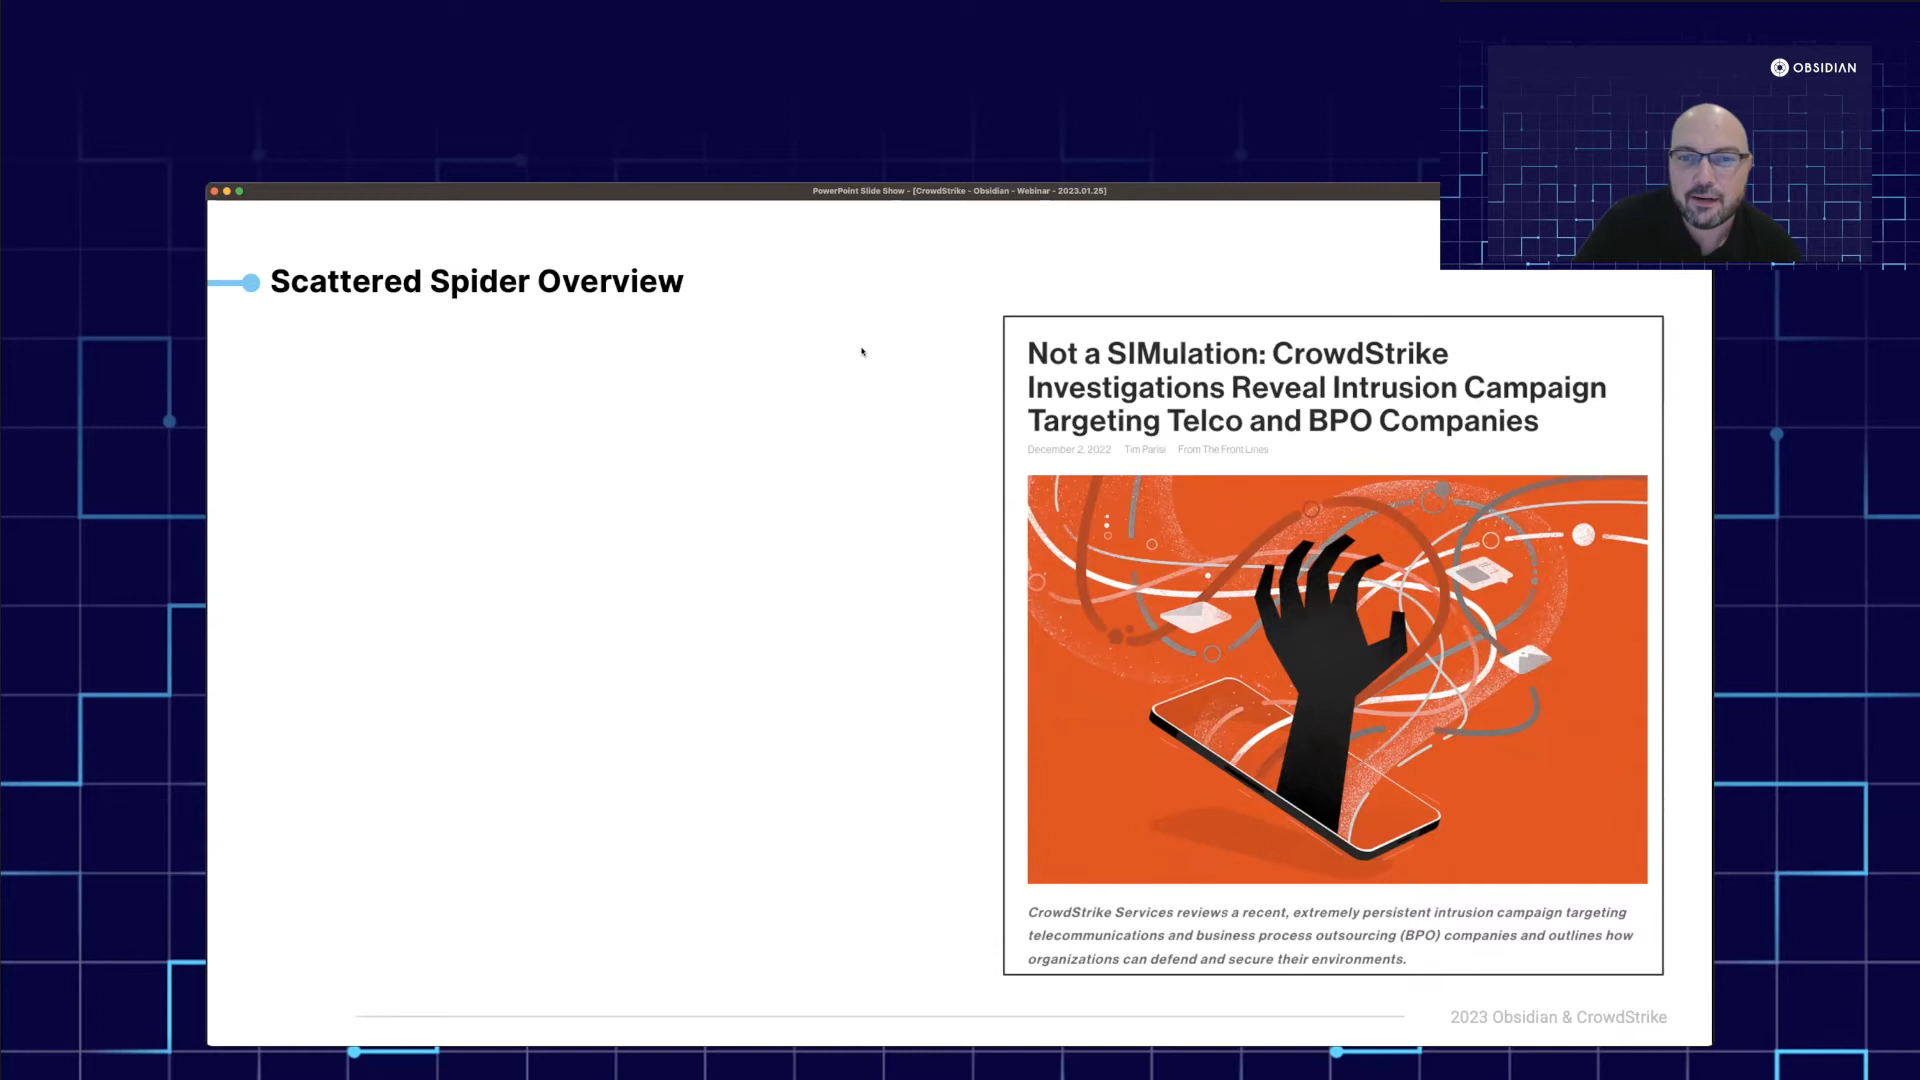 OBSIDIAN
PowerPoint Slide Show - [CrowdStrike - Obsidian - Webinar - 2023.01.25]
Scattered Spider Overview
Not a SIMulation: CrowdStrike
Investigations Reveal Intrusion Campaign
Targeting Telco and BPO Companies
December 2, 2022 Tim Parisi From The Front Lines
CrowdStrike Services reviews a recent, extremely persistent intrusion campaign targeting
telecommunications and business process outsourcing (BPO) companies and outlines how
organizations can defend and secure their environments.
2023 Obsidian & CrowdStrike